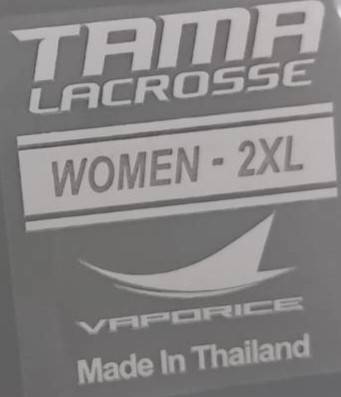 TAMA
LACROSSE
WOMEN - 2XL
VAPORICE
Made In Thailand